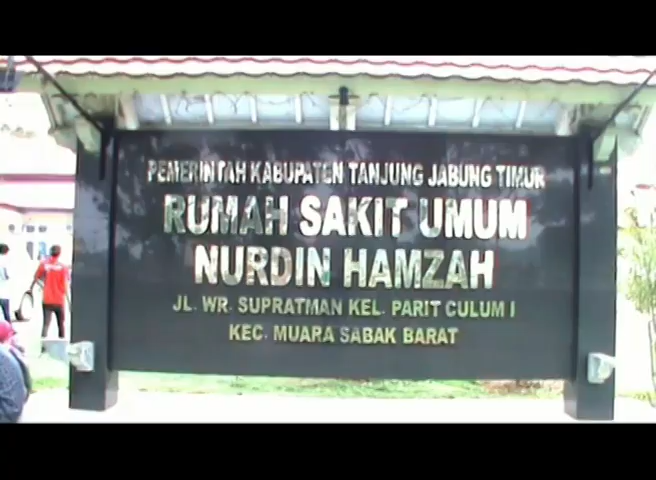 PEMERINTAH KABUPATEN TANJUNG JABUNG TIMUR
RUMAH SAKIT UMUM
NURDIN HAMZAH
JL. WR. SUPRATMAN KEL. PARIT CULUM I
KEC. MUARA SABAK BARAT